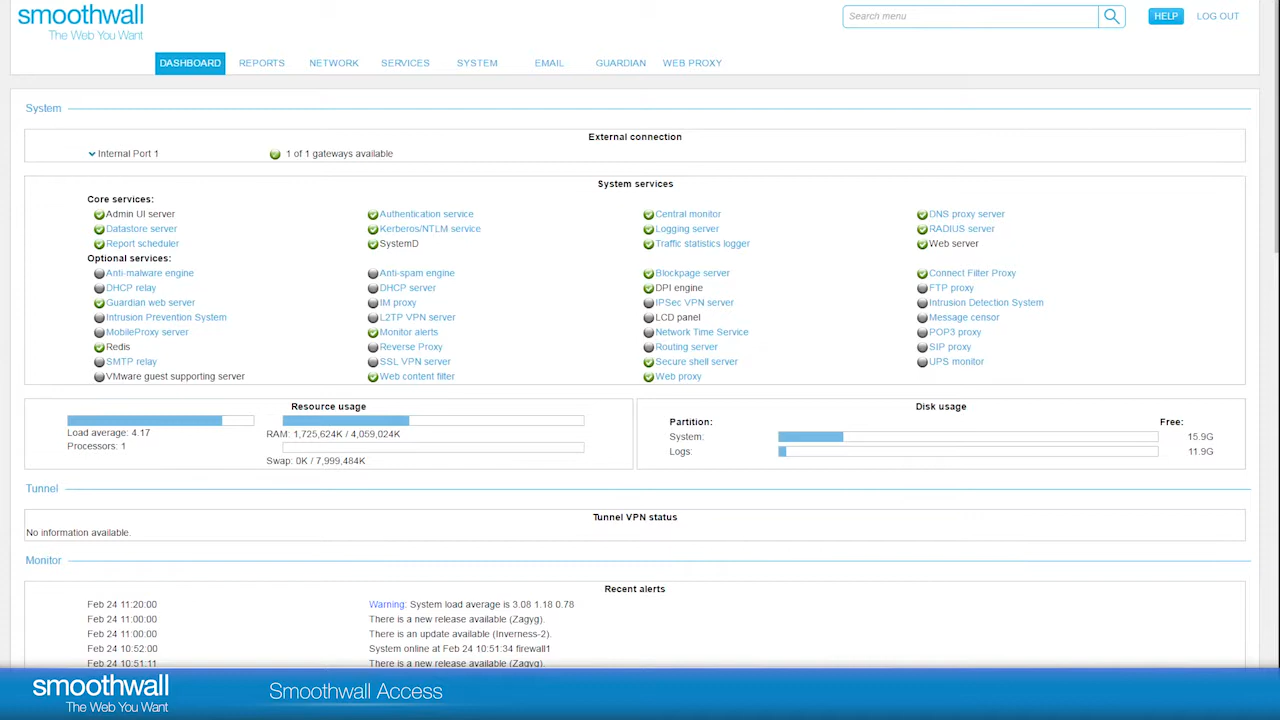 smoothwall
The Web You Want
Search menu
HELP
LOG OUT
DASHBOARD REPORTS NETWORK SERVICES SYSTEM EMAIL GUARDIAN WEB PROXY
System
External connection
Internal Port 1 1 of 1 gateways available
System services
Core services:
Admin UI server Authentication service Central monitor DNS proxy server
Datastore server Kerberos/NTLM service Logging server RADIUS server
Report scheduler SystemD Traffic statistics logger Web server
Optional services:
Anti-malware engine Anti-spam engine Blockpage server Connect Filter Proxy
DHCP relay DHCP server DPI engine FTP proxy
Guardian web server IM proxy IPSec VPN server Intrusion Detection System
Intrusion Prevention System L2TP VPN server LCD panel Message censor
MobileProxy server Monitor alerts Network Time Service POP3 proxy
Redis Reverse Proxy Routing server SIP proxy
SMTP relay SSL VPN server Secure shell server UPS monitor
VMware guest supporting server Web content filter Web proxy
Resource usage
Load average: 4.17
Processors: 1
RAM: 1,725,624K / 4,059,024K
Swap: 0K / 7,999,484K
Disk usage
Partition: Free:
System: 15.9G
Logs: 11.9G
Tunnel
Tunnel VPN status
No information available.
Monitor
Recent alerts
Feb 24 11:20:00 Warning: System load average is 3.08 1.18 0.78
Feb 24 11:00:00 There is a new release available (Zagyg).
Feb 24 11:00:00 There is an update available (Inverness-2).
Feb 24 10:52:00 System online at Feb 24 10:51:34 firewall1
Feb 24 10:51:11 There is a new release available (Zagyg).
smoothwall
The Web You Want
Smoothwall Access